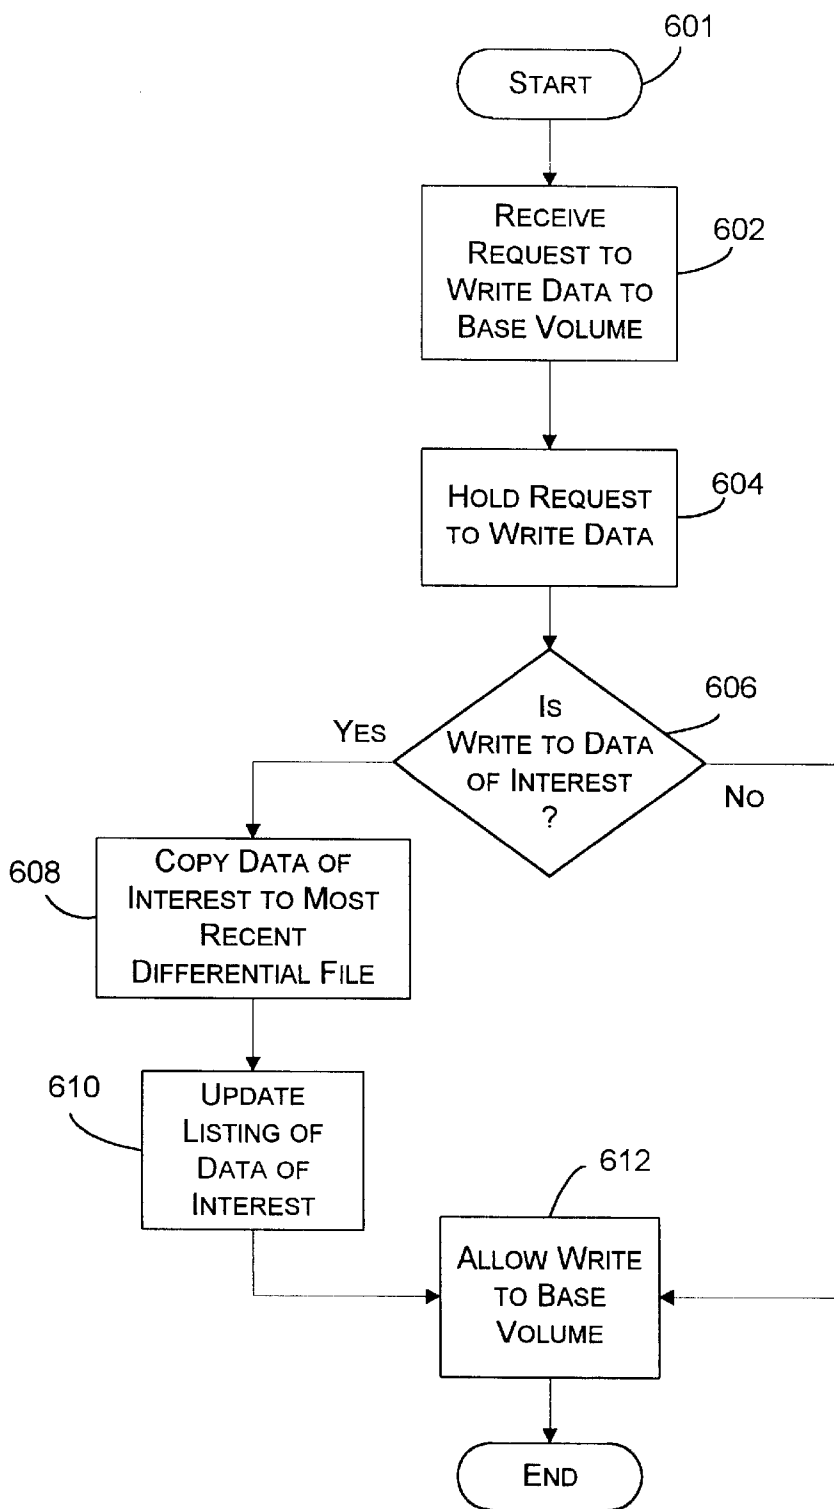 601
START
RECEIVE
REQUEST TO
WRITE DATA TO
BASE VOLUME
602
HOLD REQUEST
TO WRITE DATA
604
IS
WRITE TO DATA
OF INTEREST
?
606
YES
NO
COPY DATA OF
INTEREST TO MOST
RECENT
DIFFERENTIAL FILE
608
UPDATE
LISTING OF
DATA OF
INTEREST
610
612
ALLOW WRITE
TO BASE
VOLUME
END